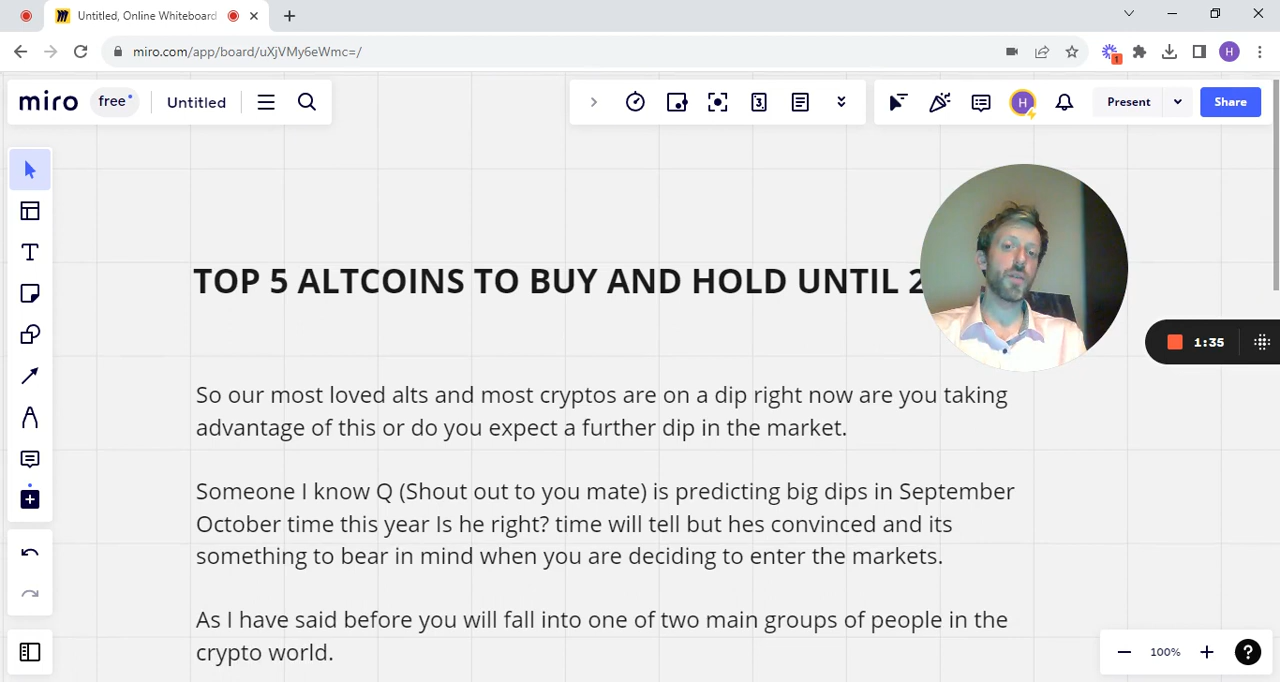 Untitled, Online Whiteboard
miro.com/app/board/uXjVMy6eWmc=/
1
H
miro
free
Untitled
3
H
Present
Share
TOP 5 ALTCOINS TO BUY AND HOLD UNTIL 2
1:35
So our most loved alts and most cryptos are on a dip right now are you taking
advantage of this or do you expect a further dip in the market.
Someone I know Q (Shout out to you mate) is predicting big dips in September
October time this year Is he right? time will tell but hes convinced and its
something to bear in mind when you are deciding to enter the markets.
As I have said before you will fall into one of two main groups of people in the
crypto world.
100%
?